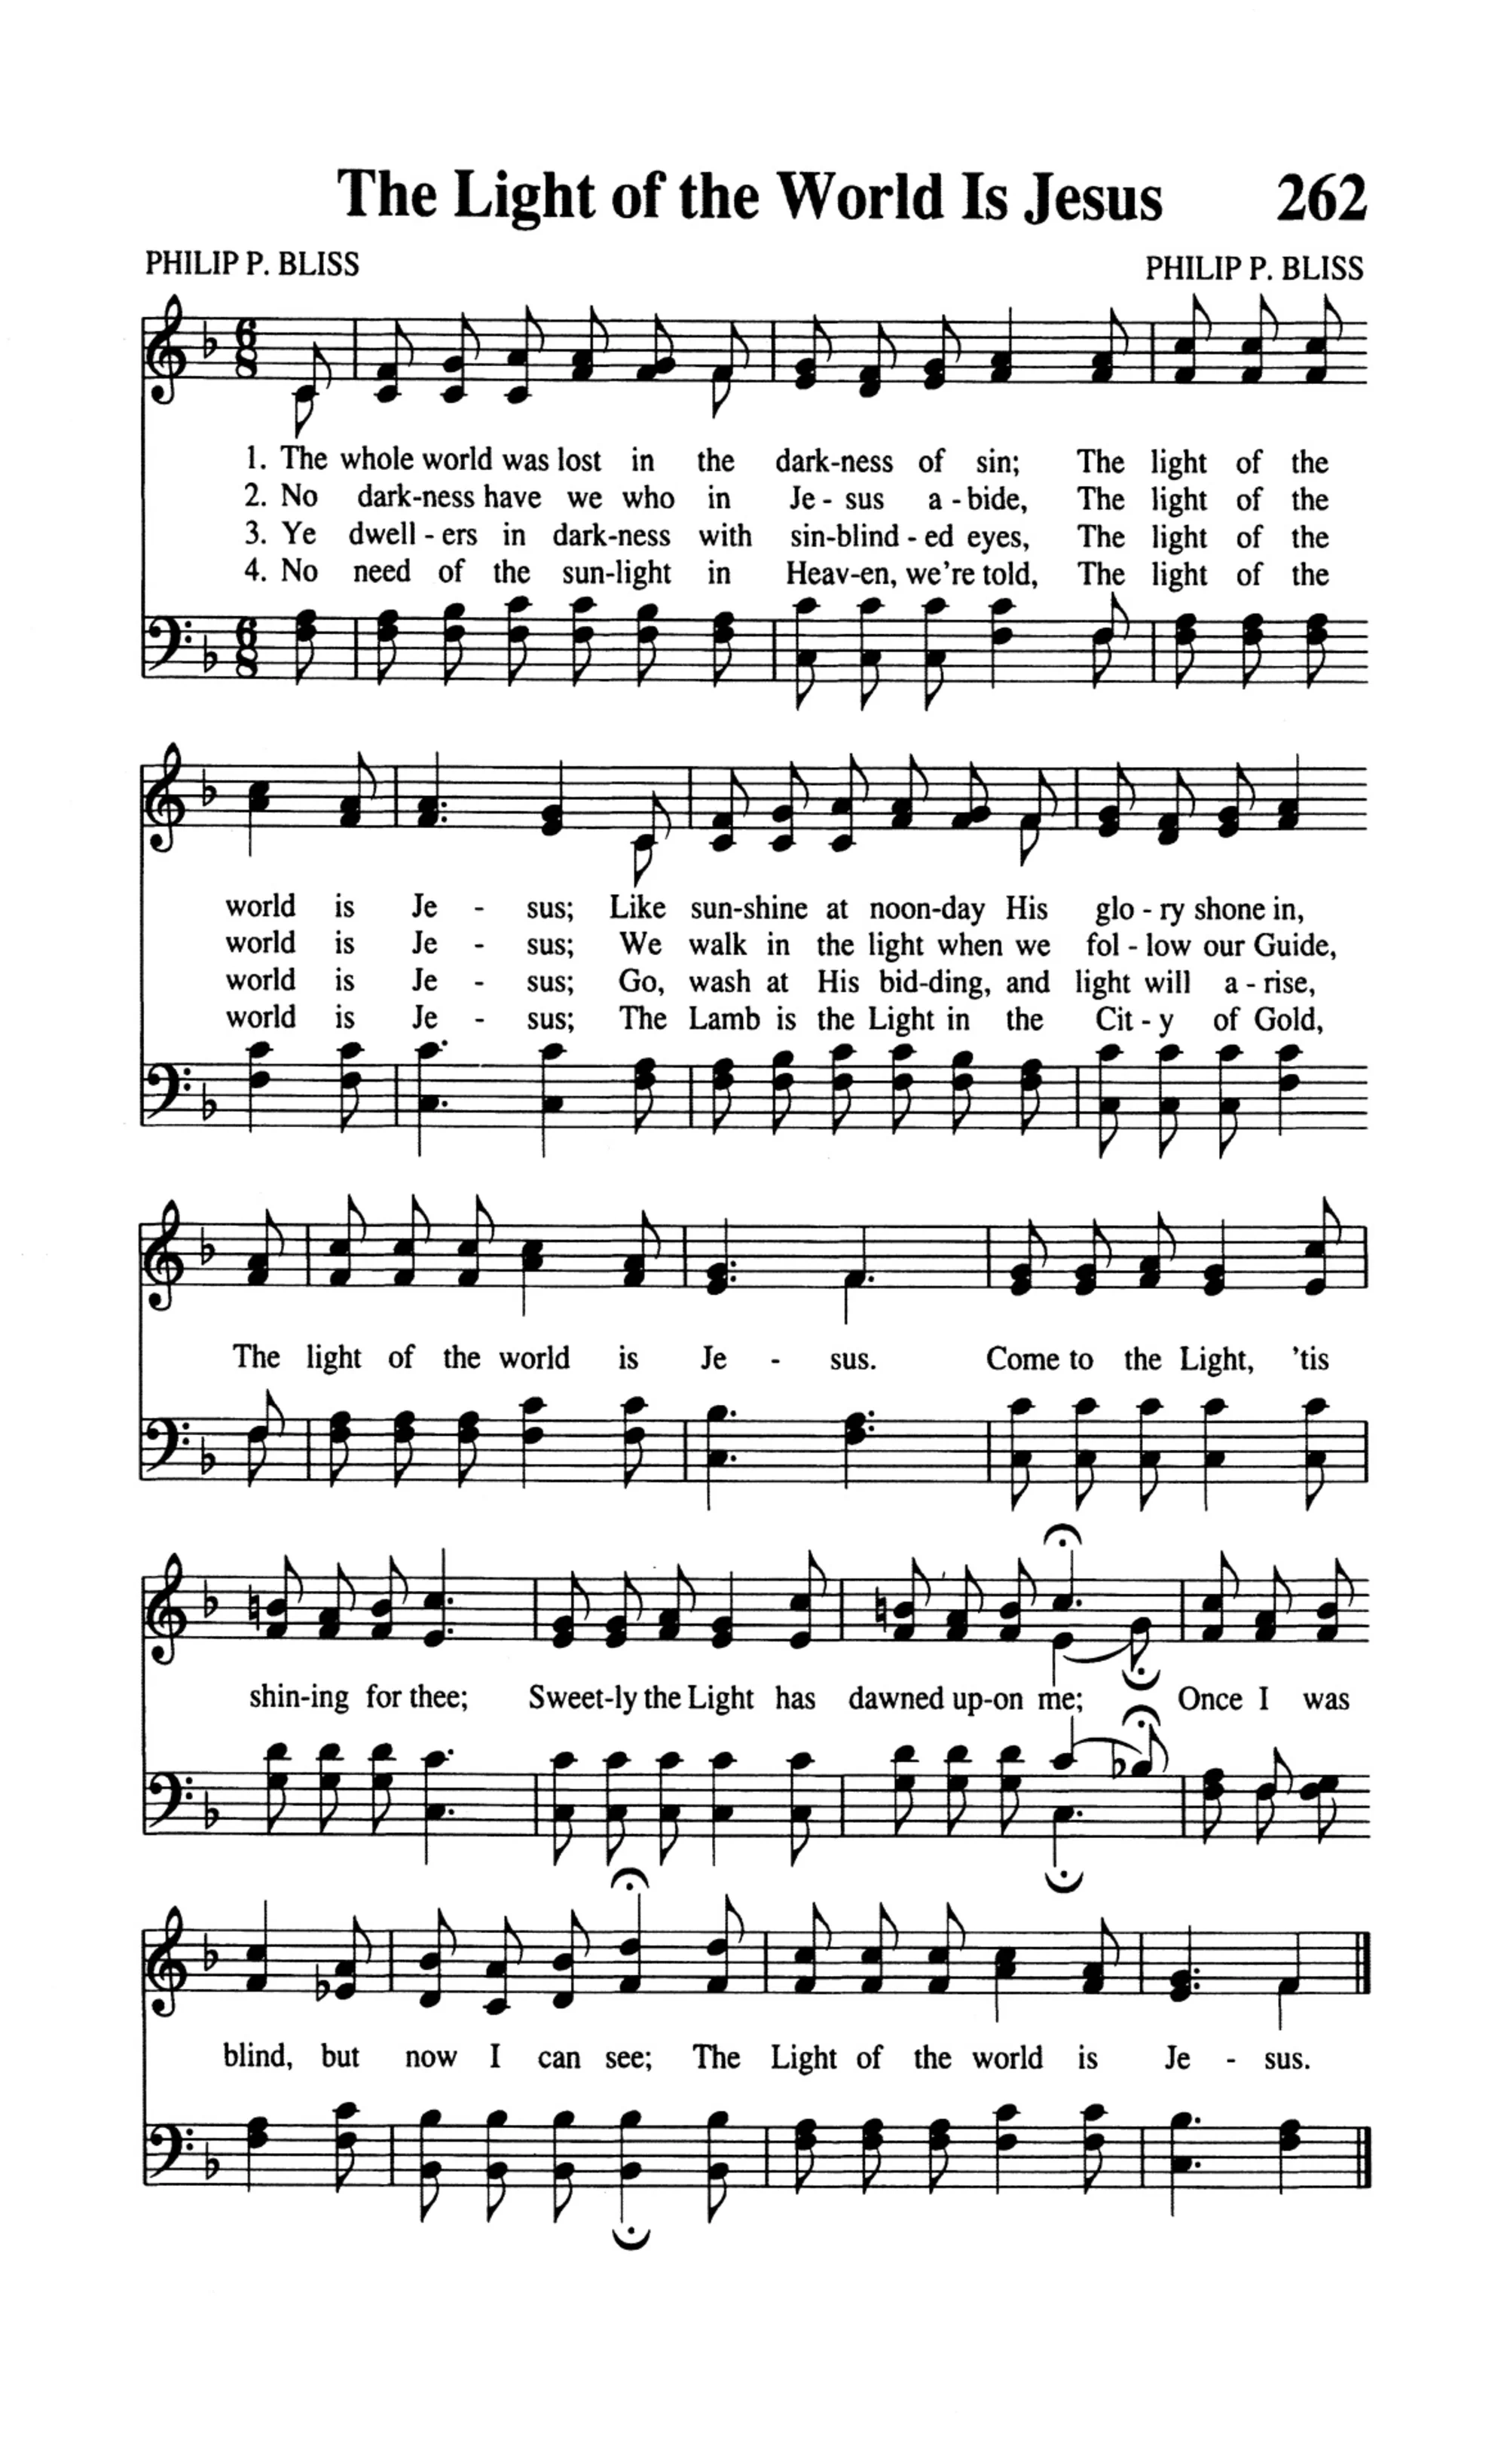 The Light of the World Is Jesus 262
PHILIP P. BLISS PHILIP P. BLISS
1. The whole world was lost in the dark-ness of sin; The light of the
2. No dark-ness have we who in Je - sus a - bide, The light of the
3. Ye dwell - ers in dark-ness with sin-blind - ed eyes, The light of the
4. No need of the sun-light in Heav-en, we're told, The light of the
world is Je - sus; Like sun-shine at noon-day His glo - ry shone in,
world is Je - sus; We walk in the light when we fol - low our Guide,
world is Je - sus; Go, wash at His bid-ding, and light will a - rise,
world is Je - sus; The Lamb is the Light in the Cit - y of Gold,
The light of the world is Je - sus. Come to the Light, 'tis
shin-ing for thee; Sweet-ly the Light has dawned up-on me; Once I was
blind, but now I can see; The Light of the world is Je - sus.